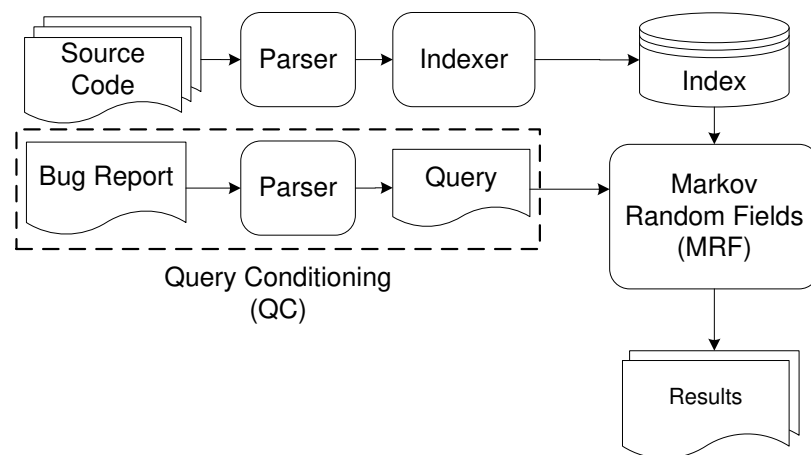 Source
Code
Parser
Indexer
Index
Bug Report
Parser
Query
Markov
Random Fields
(MRF)
Query Conditioning
(QC)
Results